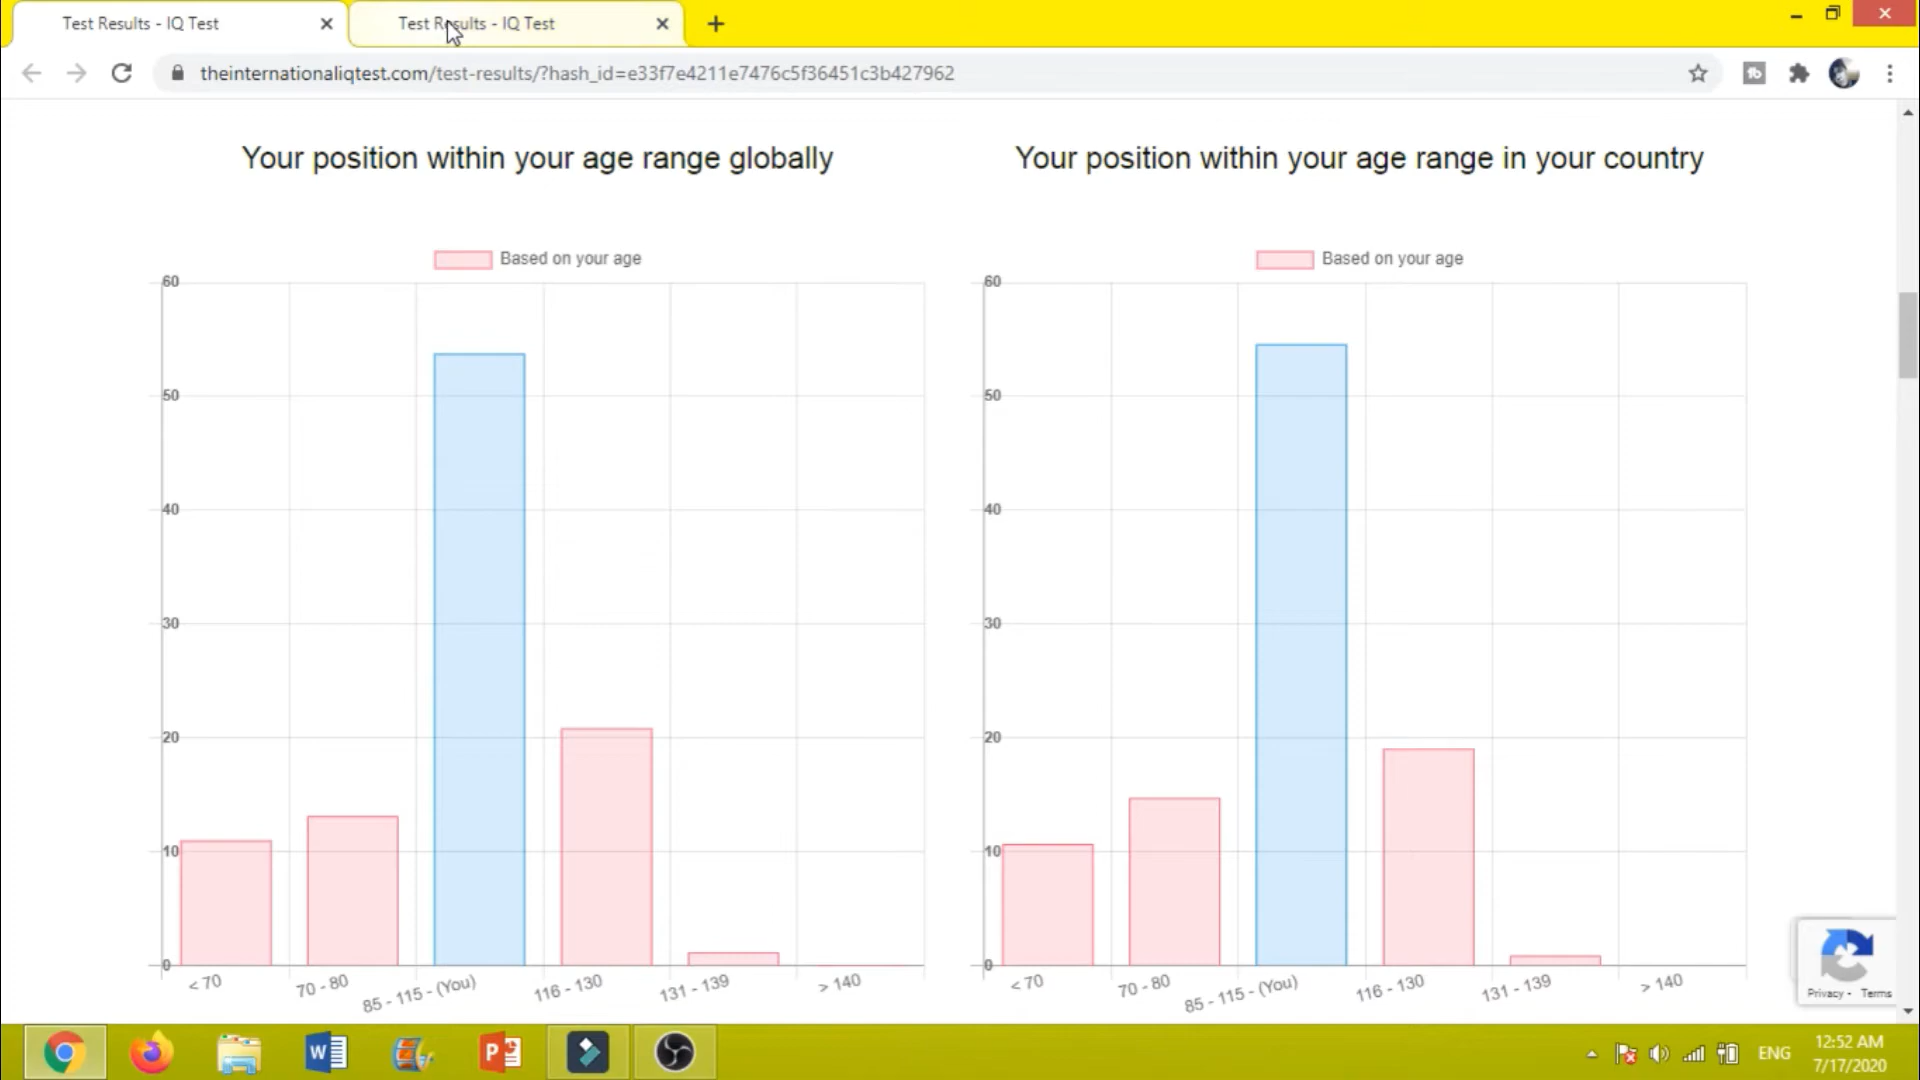 Test Results - IQ Test
Test Results - IQ Test
theinternationaliqtest.com/test-results/?hash_id=e33f7e4211e7476c5f36451c3b427962
Your position within your age range globally
Based on your age
60
50
40
30
20
10
0
< 70
70 - 80
85 - 115 - (You)
116 - 130
131 - 139
> 140
Your position within your age range in your country
Based on your age
60
50
40
30
20
10
0
< 70
70 - 80
85 - 115 - (You)
116 - 130
131 - 139
> 140
Privacy - Terms
ENG
12:52 AM
7/17/2020